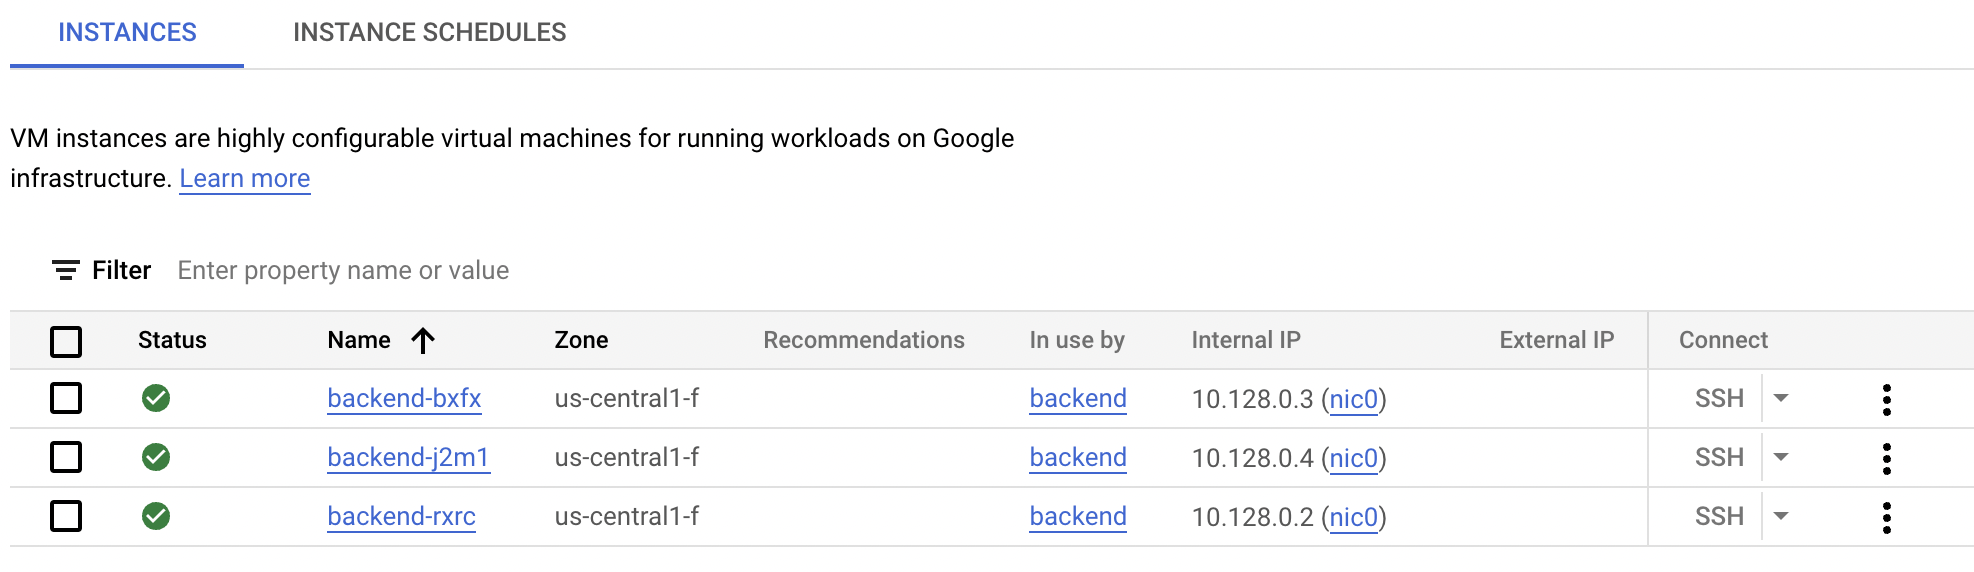 INSTANCES INSTANCE SCHEDULES
VM instances are highly configurable virtual machines for running workloads on Google
infrastructure. Learn more
Filter Enter property name or value
Status Name Zone Recommendations In use by Internal IP External IP Connect
backend-bxfx us-central1-f backend 10.128.0.3 (nic0) SSH
backend-j2m1 us-central1-f backend 10.128.0.4 (nic0) SSH
backend-rxrc us-central1-f backend 10.128.0.2 (nic0) SSH